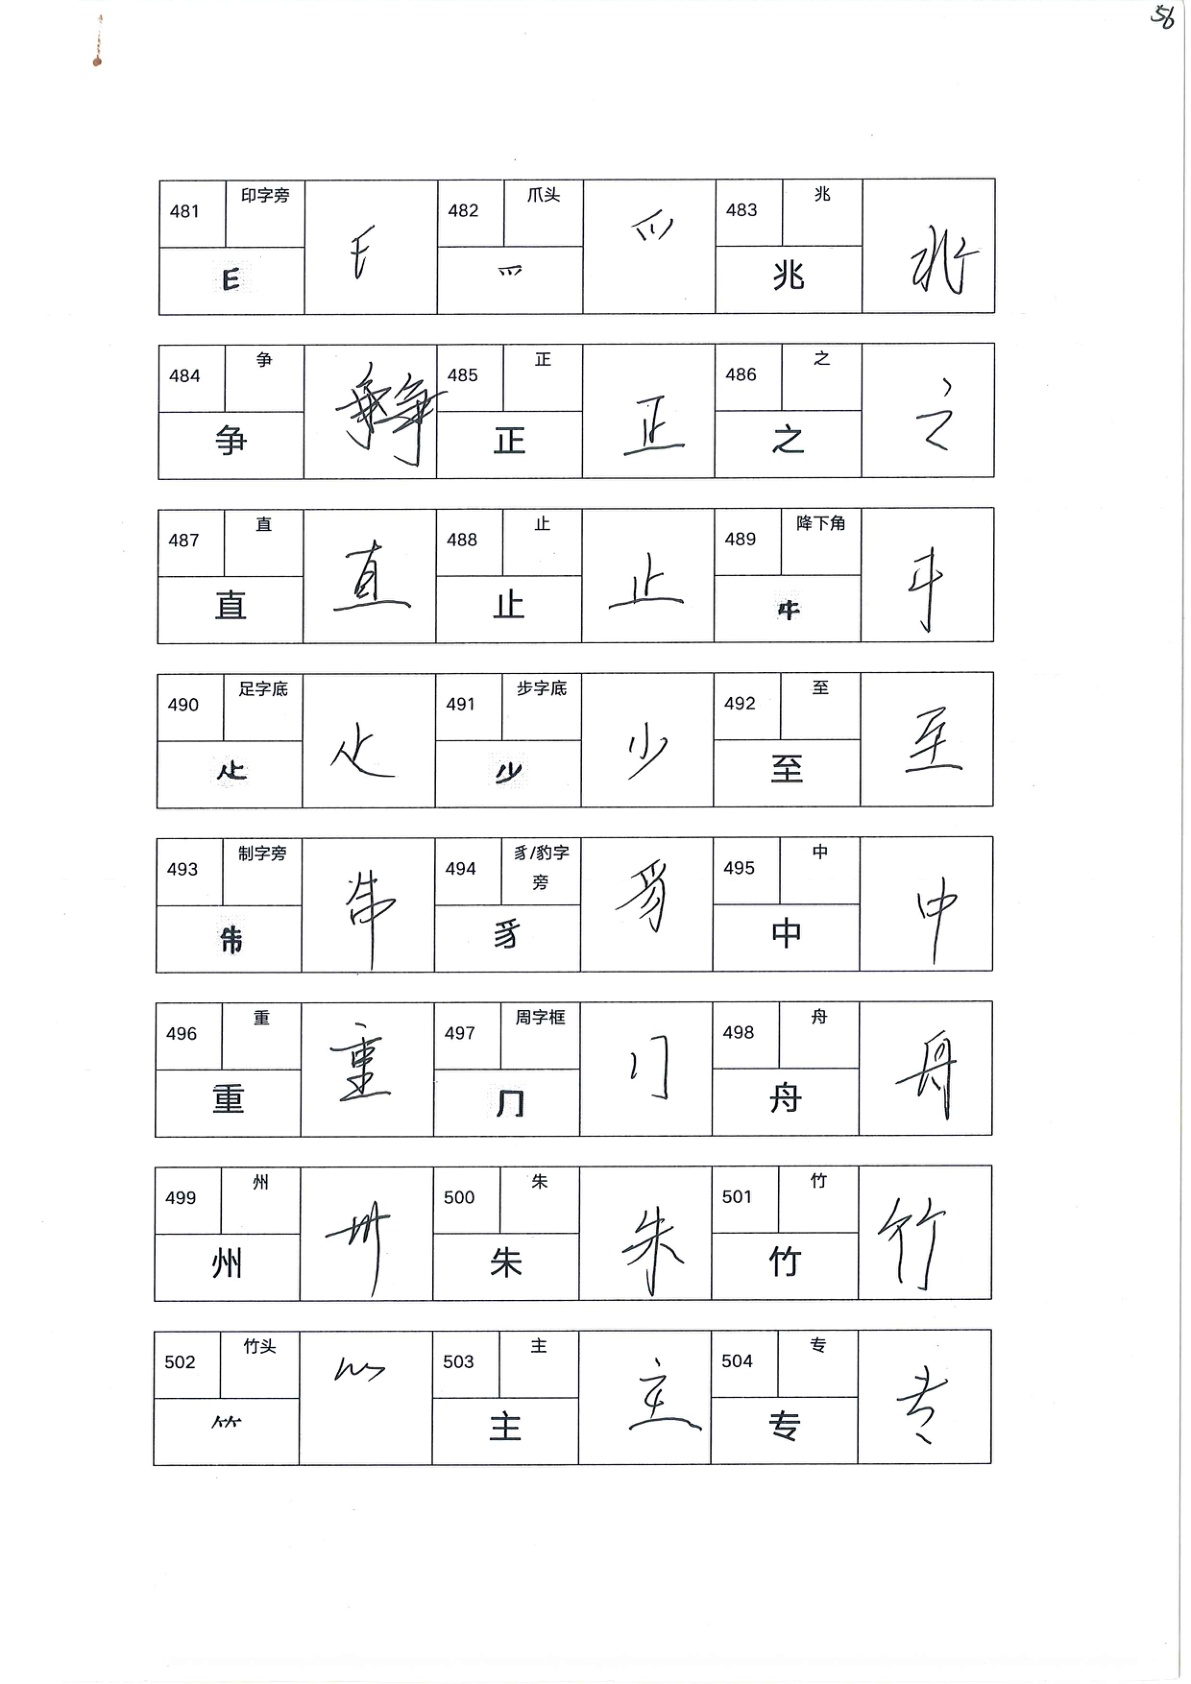 56
481 印字旁 482 爪头 483 兆
E E 爫 爫 兆 兆
484 争 485 正 486 之
争 争 正 正 之 之
487 直 488 止 489 降下角
直 直 止 止 㐄 㐄
490 足字底 491 步字底 492 至
龰 龰 少 少 至 至
493 制字旁 494 豸/豹字旁 495 中
豸 豸 中 中
496 重 497 周字框 498 舟
重 重 ⺆ ⺆ 舟 舟
499 州 500 朱 501 竹
州 州 朱 朱 竹 竹
502 竹头 503 主 504 专
⺮ ⺮ 主 主 专 专